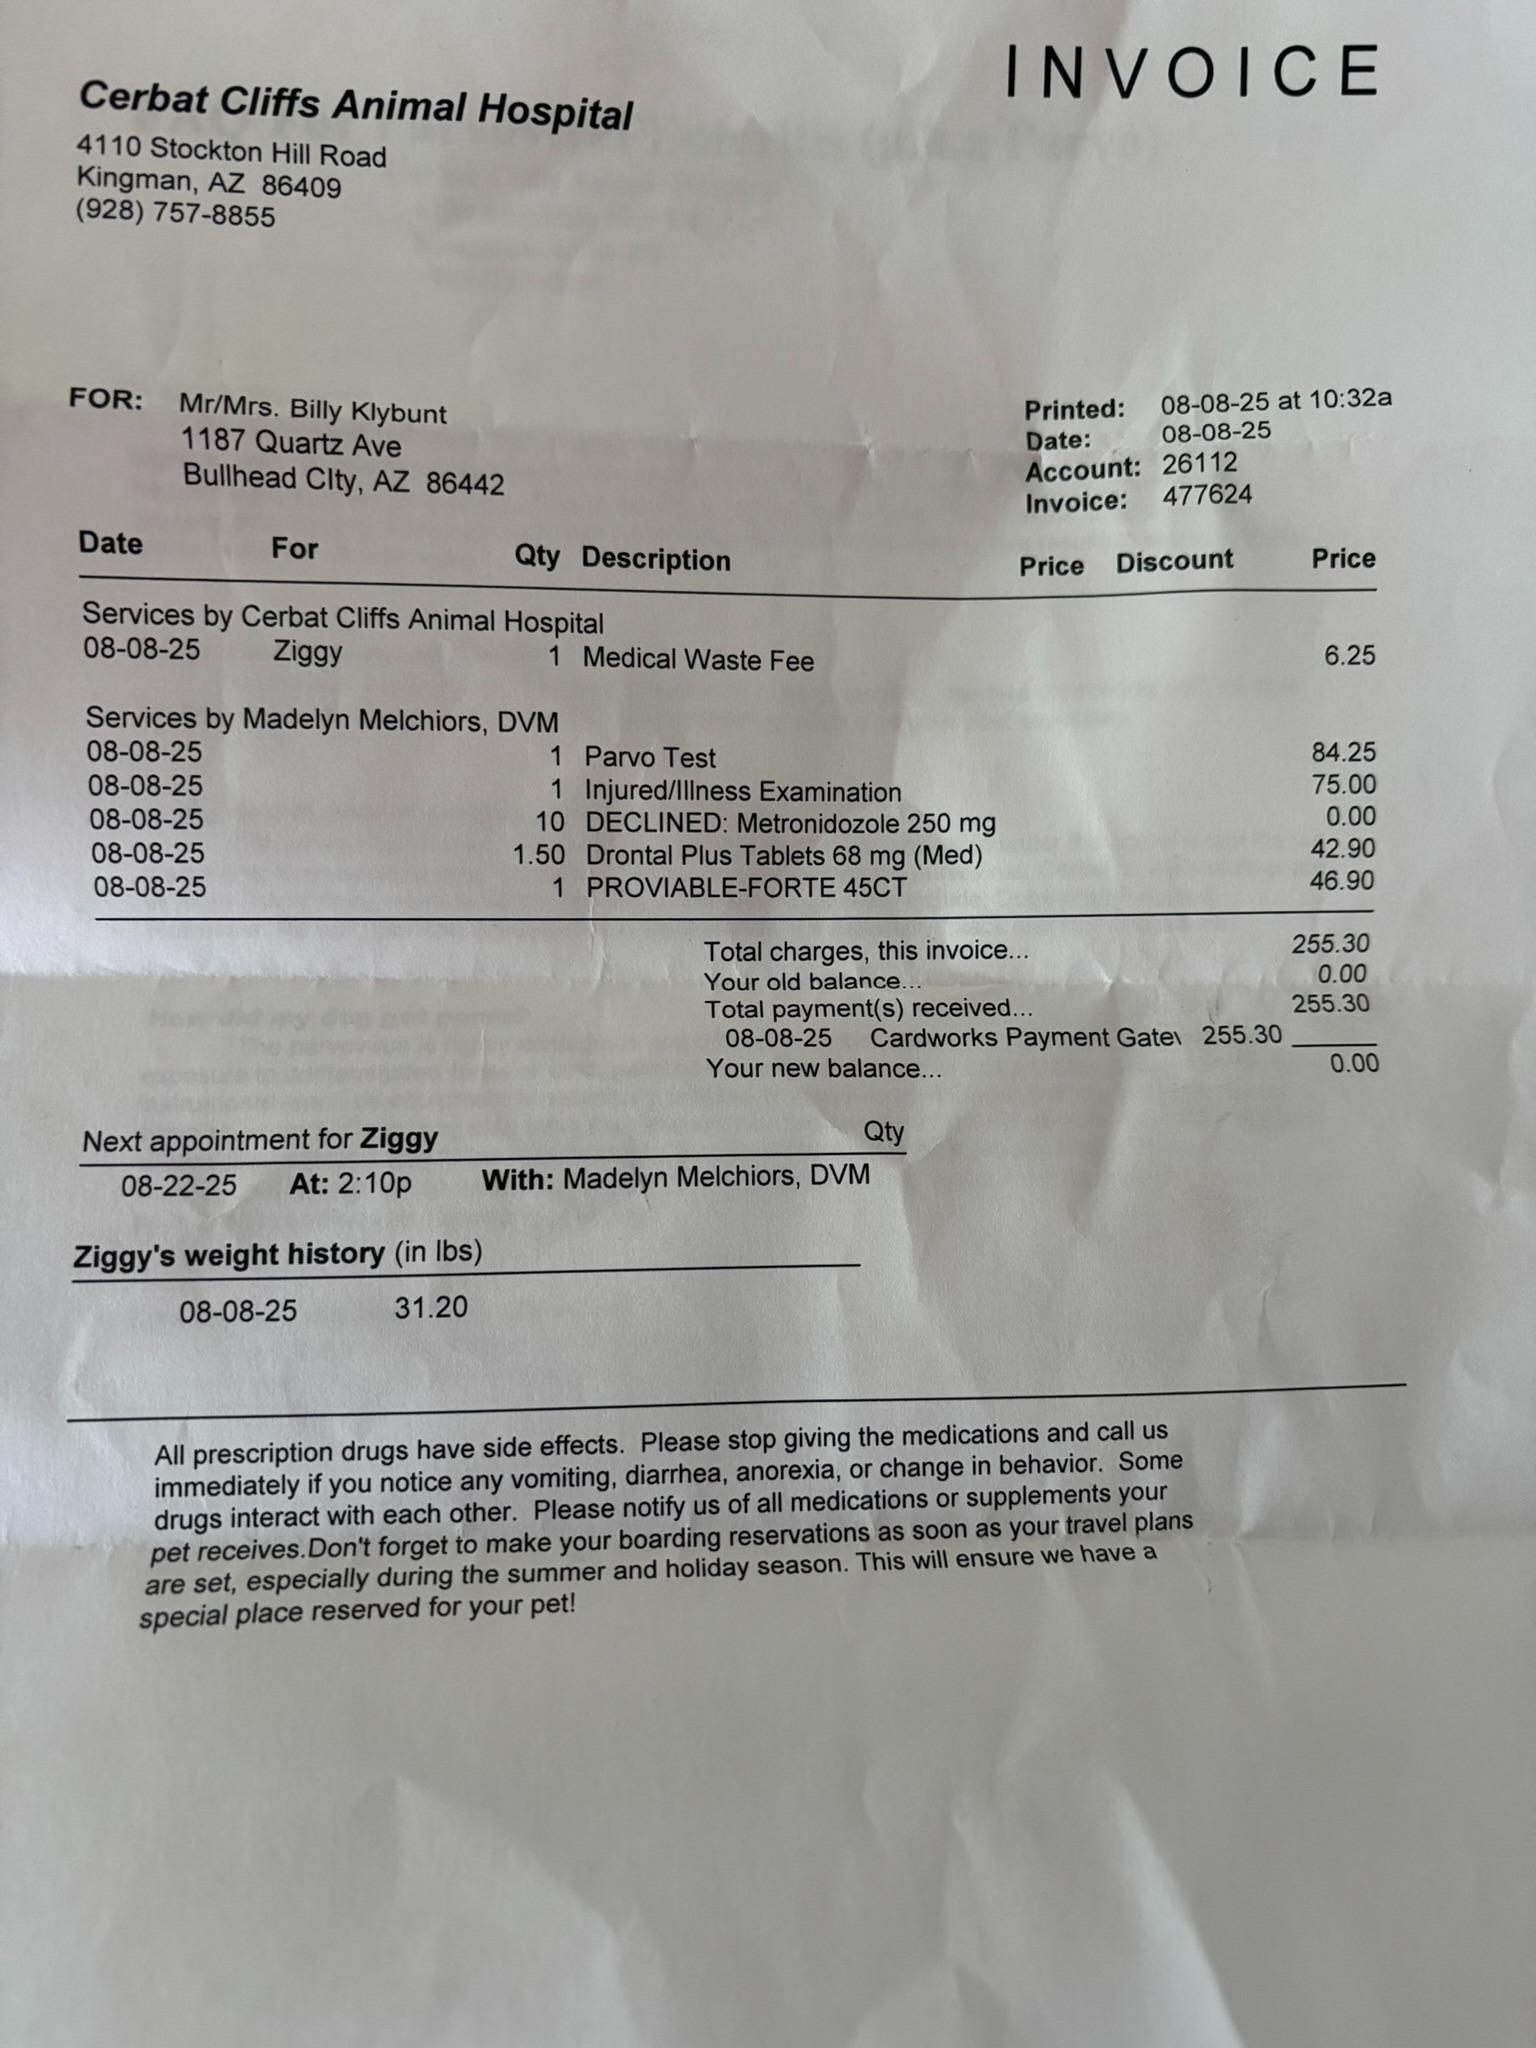 INVOICE
Cerbat Cliffs Animal Hospital
4110 Stockton Hill Road
Kingman, AZ 86409
(928) 757-8855
FOR: Mr/Mrs. Billy Klybunt
1187 Quartz Ave
Bullhead CIty, AZ 86442
Printed: 08-08-25 at 10:32a
Date: 08-08-25
Account: 26112
Invoice: 477624
Date For Qty Description Price Discount Price
Services by Cerbat Cliffs Animal Hospital
08-08-25 Ziggy 1 Medical Waste Fee 6.25
Services by Madelyn Melchiors, DVM
08-08-25 1 Parvo Test 84.25
08-08-25 1 Injured/Illness Examination 75.00
08-08-25 10 DECLINED: Metronidozole 250 mg 0.00
08-08-25 1.50 Drontal Plus Tablets 68 mg (Med) 42.90
08-08-25 1 PROVIABLE-FORTE 45CT 46.90
Total charges, this invoice... 255.30
Your old balance... 0.00
Total payment(s) received... 255.30
08-08-25 Cardworks Payment Gatew 255.30
Your new balance... 0.00
Next appointment for Ziggy Qty
08-22-25 At: 2:10p With: Madelyn Melchiors, DVM
Ziggy's weight history (in lbs)
08-08-25 31.20
All prescription drugs have side effects. Please stop giving the medications and call us
immediately if you notice any vomiting, diarrhea, anorexia, or change in behavior. Some
drugs interact with each other. Please notify us of all medications or supplements your
pet receives.Don't forget to make your boarding reservations as soon as your travel plans
are set, especially during the summer and holiday season. This will ensure we have a
special place reserved for your pet!